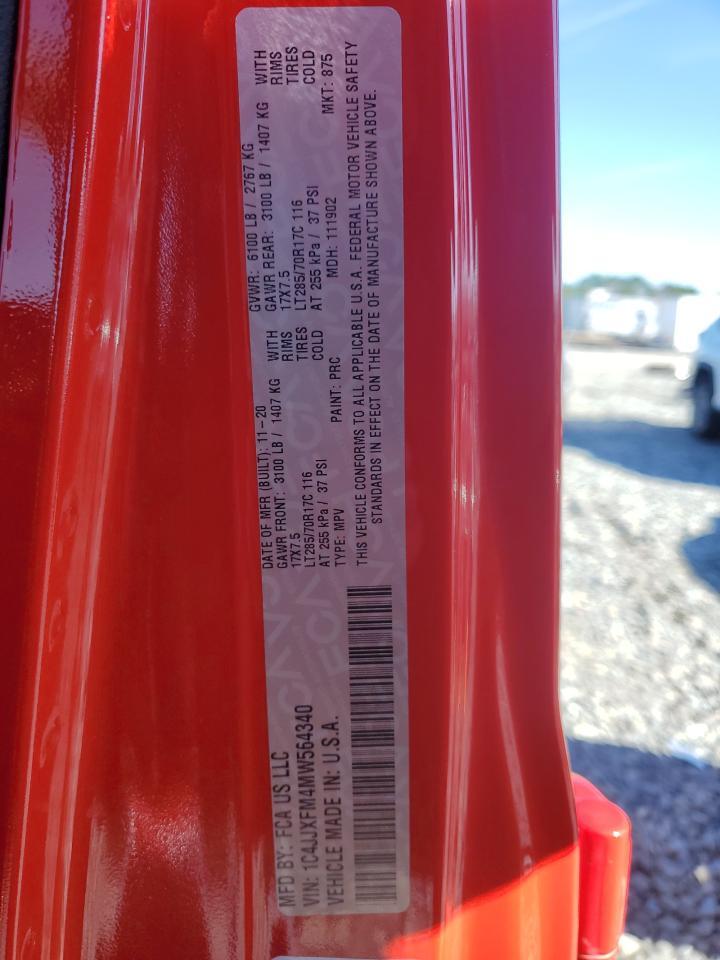 MFD BY: FCA US LLC
VIN: 1C4JJXFM4MW564340
VEHICLE MADE IN: U.S.A.
DATE OF MFR (BUILT): 11-20
GAWR FRONT: 3100 LB / 1407 KG WITH
17X7.5 RIMS
LT285/70R17C 116 TIRES
AT 255 kPa / 37 PSI COLD
TYPE: MPV PAINT: PRC
GVWR: 6100 LB / 2767 KG
GAWR REAR: 3100 LB / 1407 KG WITH
17X7.5 RIMS
LT285/70R17C 116 TIRES
AT 255 kPa / 37 PSI COLD
MDH: 111902 MKT: 875
THIS VEHICLE CONFORMS TO ALL APPLICABLE U.S.A. FEDERAL MOTOR VEHICLE SAFETY
STANDARDS IN EFFECT ON THE DATE OF MANUFACTURE SHOWN ABOVE.